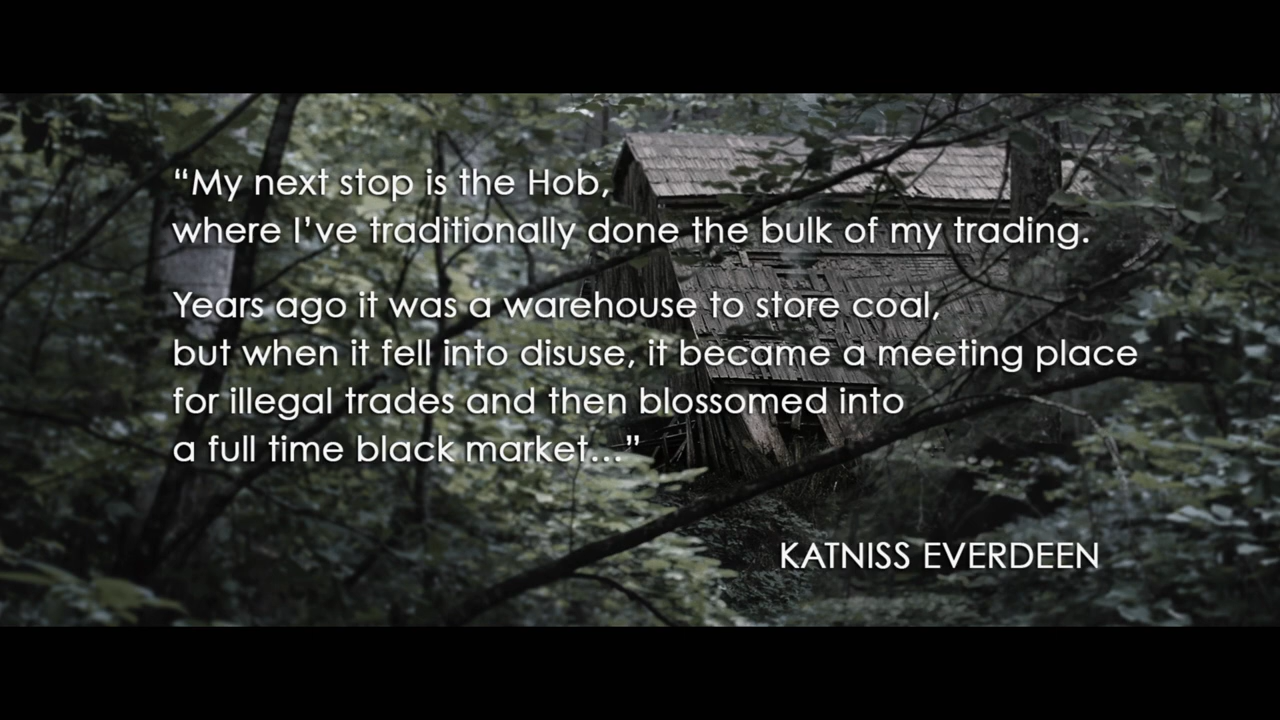 “My next stop is the Hob,
where I’ve traditionally done the bulk of my trading.
Years ago it was a warehouse to store coal,
but when it fell into disuse, it became a meeting place
for illegal trades and then blossomed into
a full time black market...”
KATNISS EVERDEEN